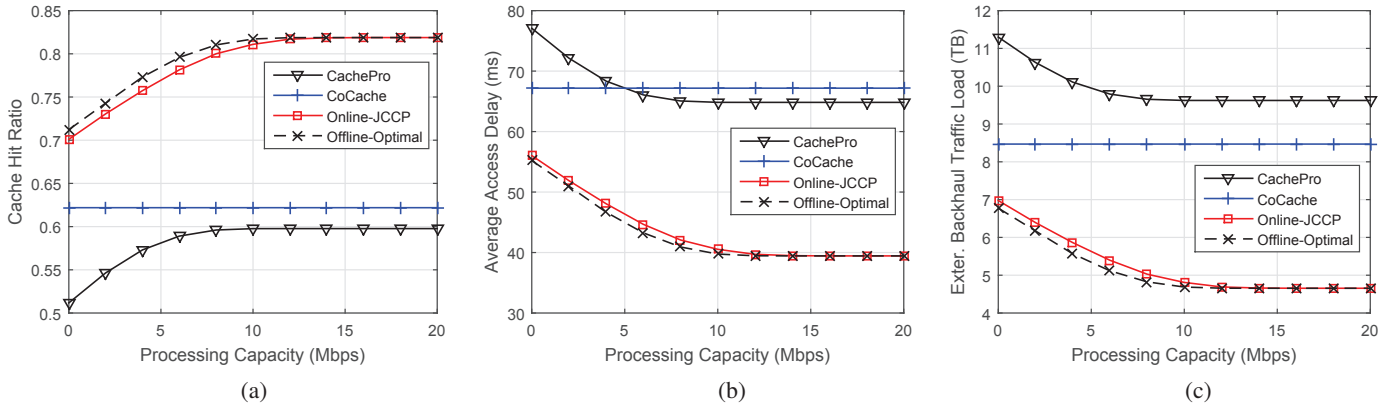 0.85
0.8
0.75
0.7
0.65
0.6
0.55
0.5
Cache Hit Ratio
CachePro
CoCache
Online-JCCP
Offline-Optimal
0 5 10 15 20
Processing Capacity (Mbps)
(a)
80
70
60
50
40
30
Average Access Delay (ms)
CachePro
CoCache
Online-JCCP
Offline-Optimal
0 5 10 15 20
Processing Capacity (Mbps)
(b)
12
11
10
9
8
7
6
5
4
Exter. Backhaul Traffic Load (TB)
CachePro
CoCache
Online-JCCP
Offline-Optimal
0 5 10 15 20
Processing Capacity (Mbps)
(c)